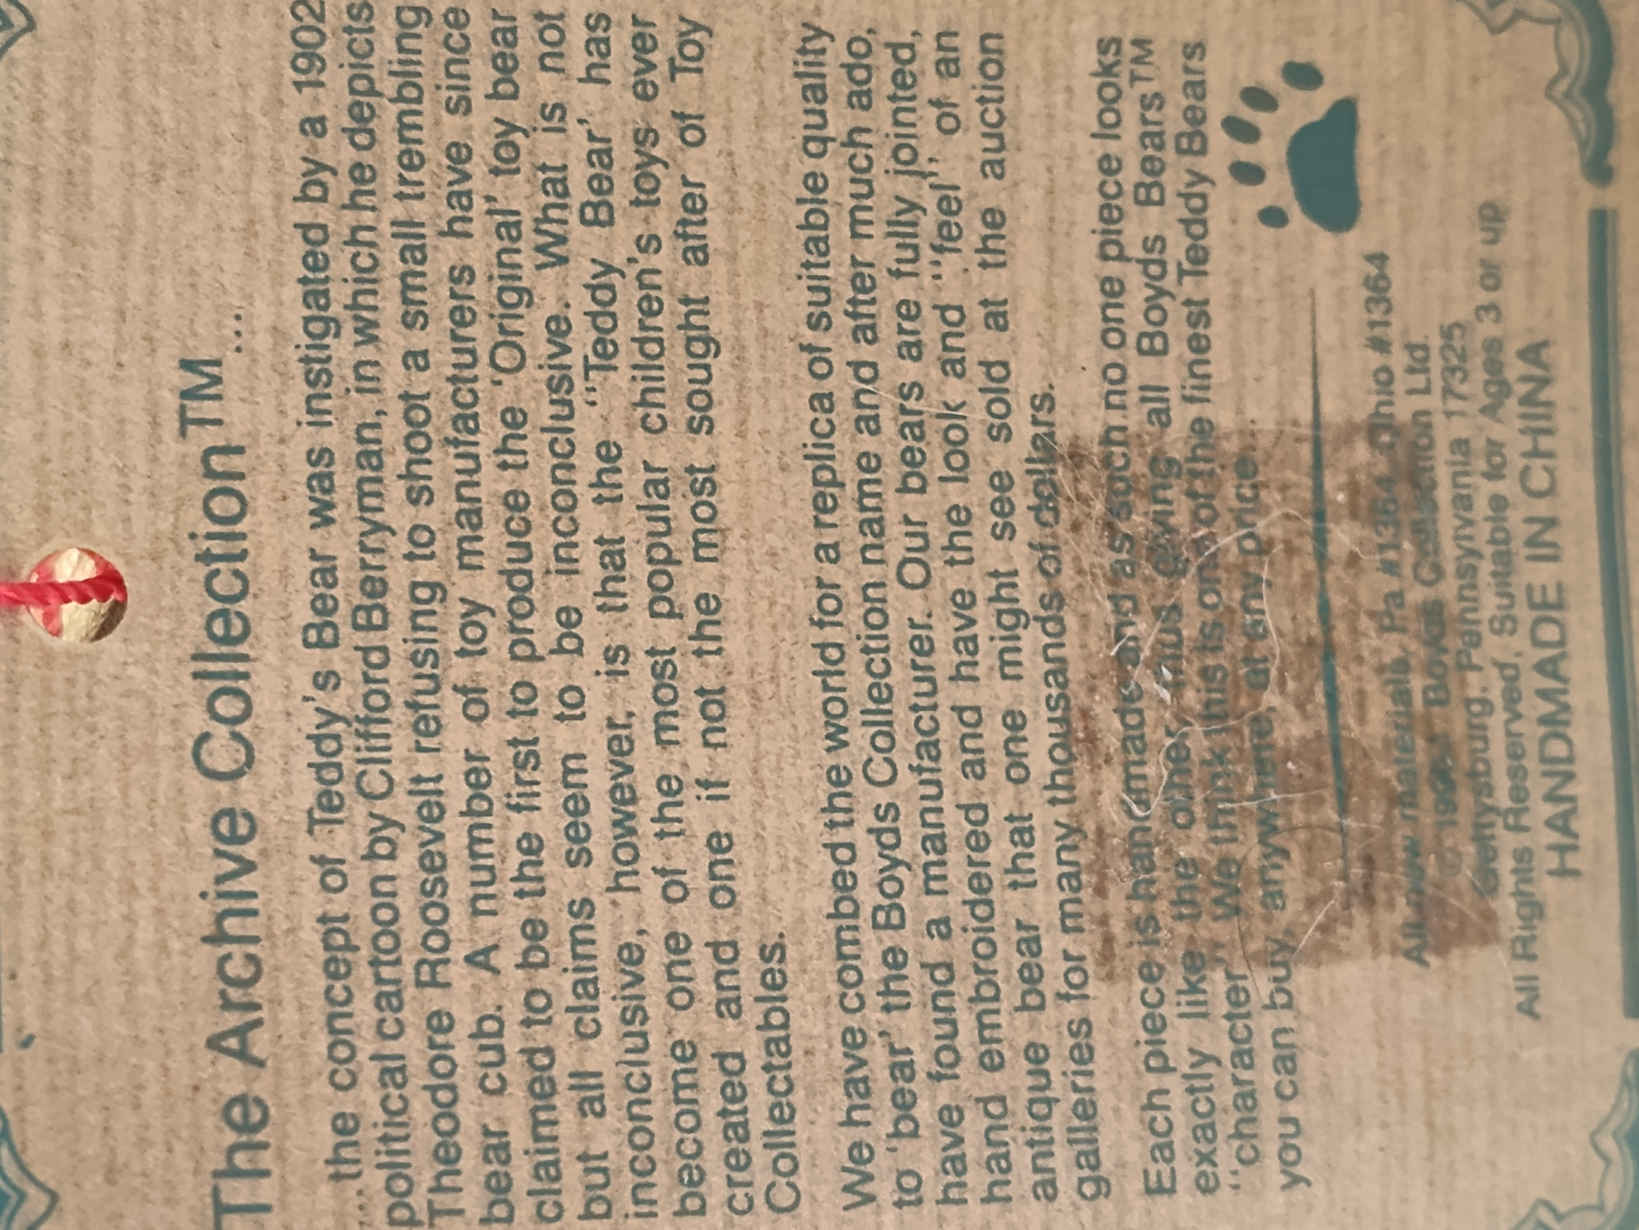 The Archive Collection™...
...the concept of Teddy's Bear was instigated by a 1902
political cartoon by Clifford Berryman, in which he depicts
Theodore Roosevelt refusing to shoot a small trembling
bear cub. A number of toy manufacturers have since
claimed to be the first to produce the 'Original' toy bear
but all claims seem to be inconclusive. What is not
inconclusive, however, is that the "Teddy Bear' has
become one of the most popular children's toys ever
created and one if not the most sought after of Toy
Collectables.
We have combed the world for a replica of suitable quality
to 'bear' the Boyds Collection name and after much ado,
have found a manufacturer. Our bears are fully jointed,
hand embroidered and have the look and "feel", of an
antique bear that one might see sold at the auction
galleries for many thousands of dollars.
Each piece is handmade and as such no one piece looks
exactly like the other, thus giving all Boyds Bears™
"character". We think this is one of the finest Teddy Bears
you can buy, anywhere, at any price...
All new materials, Pa #1364 Ohio #1364
© Boyds Collection Ltd.
Gettysburg, Pennsylvania 17325
All Rights Reserved, Suitable for Ages 3 or up
HANDMADE IN CHINA